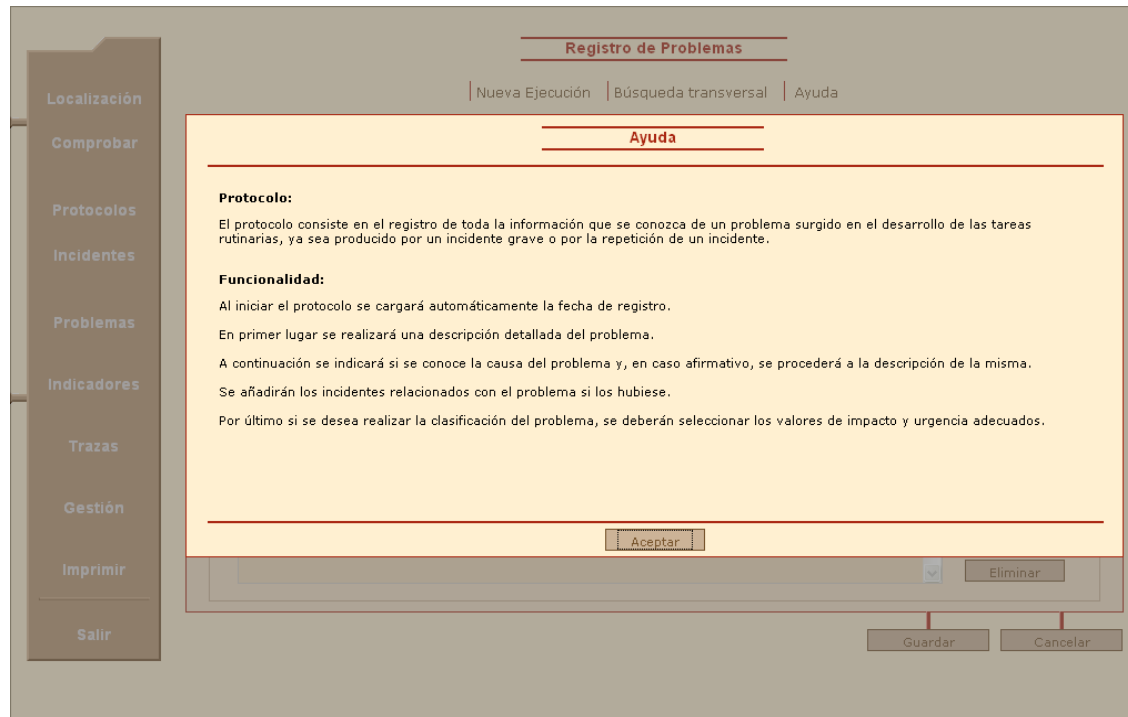 Registro de Problemas
Nueva Ejecución Búsqueda transversal Ayuda
Localización
Comprobar
Protocolos
Incidentes
Problemas
Indicadores
Trazas
Gestión
Imprimir
Salir
Ayuda
Protocolo:
El protocolo consiste en el registro de toda la información que se conozca de un problema surgido en el desarrollo de las tareas
rutinarias, ya sea producido por un incidente grave o por la repetición de un incidente.
Funcionalidad:
Al iniciar el protocolo se cargará automáticamente la fecha de registro.
En primer lugar se realizará una descripción detallada del problema.
A continuación se indicará si se conoce la causa del problema y, en caso afirmativo, se procederá a la descripción de la misma.
Se añadirán los incidentes relacionados con el problema si los hubiese.
Por último si se desea realizar la clasificación del problema, se deberán seleccionar los valores de impacto y urgencia adecuados.
Aceptar
Eliminar
Guardar Cancelar